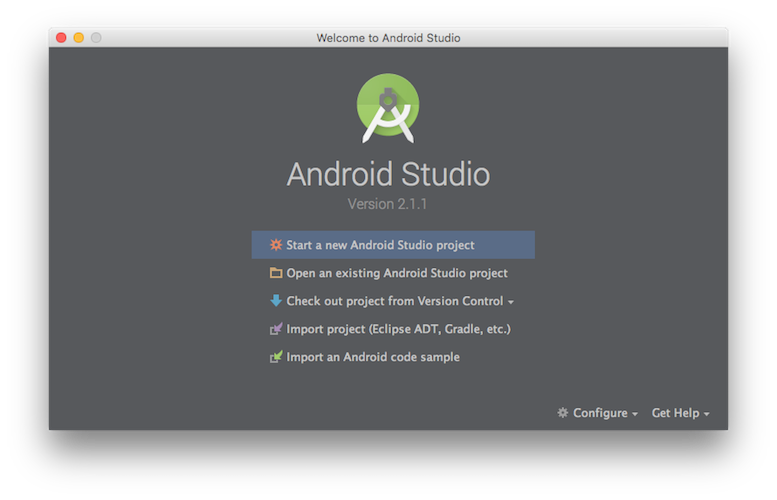 Welcome to Android Studio
Android Studio
Version 2.1.1
Start a new Android Studio project
Open an existing Android Studio project
Check out project from Version Control
Import project (Eclipse ADT, Gradle, etc.)
Import an Android code sample
Configure Get Help